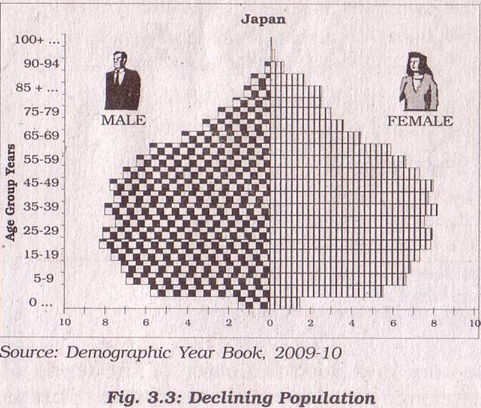 Japan
100+ ...
90-94
85 + ...
75-79
65-69
55-59
45-49
35-39
25-29
15-19
5-9
0 ...
Age Group Years
MALE
FEMALE
10 8 6 4 2 0 2 4 6 8 10
Source: Demographic Year Book, 2009-10
Fig. 3.3: Declining Population